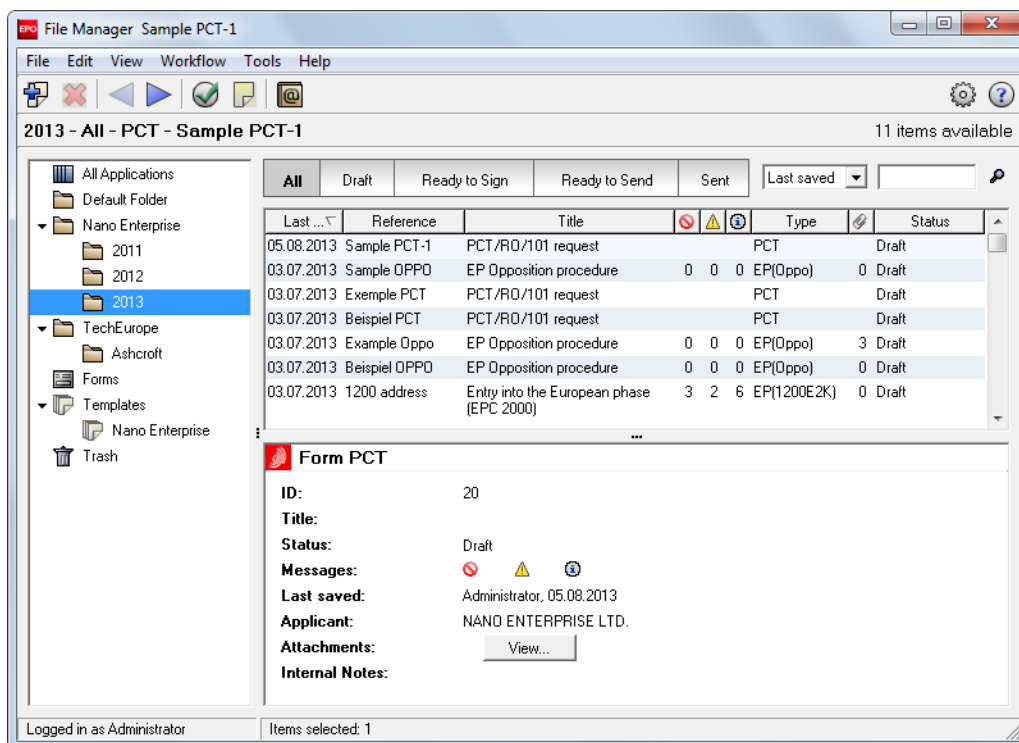 EPO File Manager Sample PCT-1
File Edit View Workflow Tools Help
2013 - All - PCT - Sample PCT-1 11 items available
All Applications
Default Folder
Nano Enterprise
2011
2012
2013
TechEurope
Ashcroft
Forms
Templates
Nano Enterprise
Trash
All Draft Ready to Sign Ready to Send Sent Last saved
Last ... Reference Title Type Status
05.08.2013 Sample PCT-1 PCT/RO/101 request PCT Draft
03.07.2013 Sample OPPO EP Opposition procedure 0 0 0 EP(Oppo) 0 Draft
03.07.2013 Exemple PCT PCT/RO/101 request PCT Draft
03.07.2013 Beispiel PCT PCT/RO/101 request PCT Draft
03.07.2013 Example Oppo EP Opposition procedure 0 0 0 EP(Oppo) 3 Draft
03.07.2013 Beispiel OPPO EP Opposition procedure 0 0 0 EP(Oppo) 0 Draft
03.07.2013 1200 address Entry into the European phase 3 2 6 EP(1200E2K) 0 Draft
(EPC 2000)
Form PCT
ID: 20
Title:
Status: Draft
Messages:
Last saved: Administrator, 05.08.2013
Applicant: NANO ENTERPRISE LTD.
Attachments: View...
Internal Notes:
Logged in as Administrator Items selected: 1